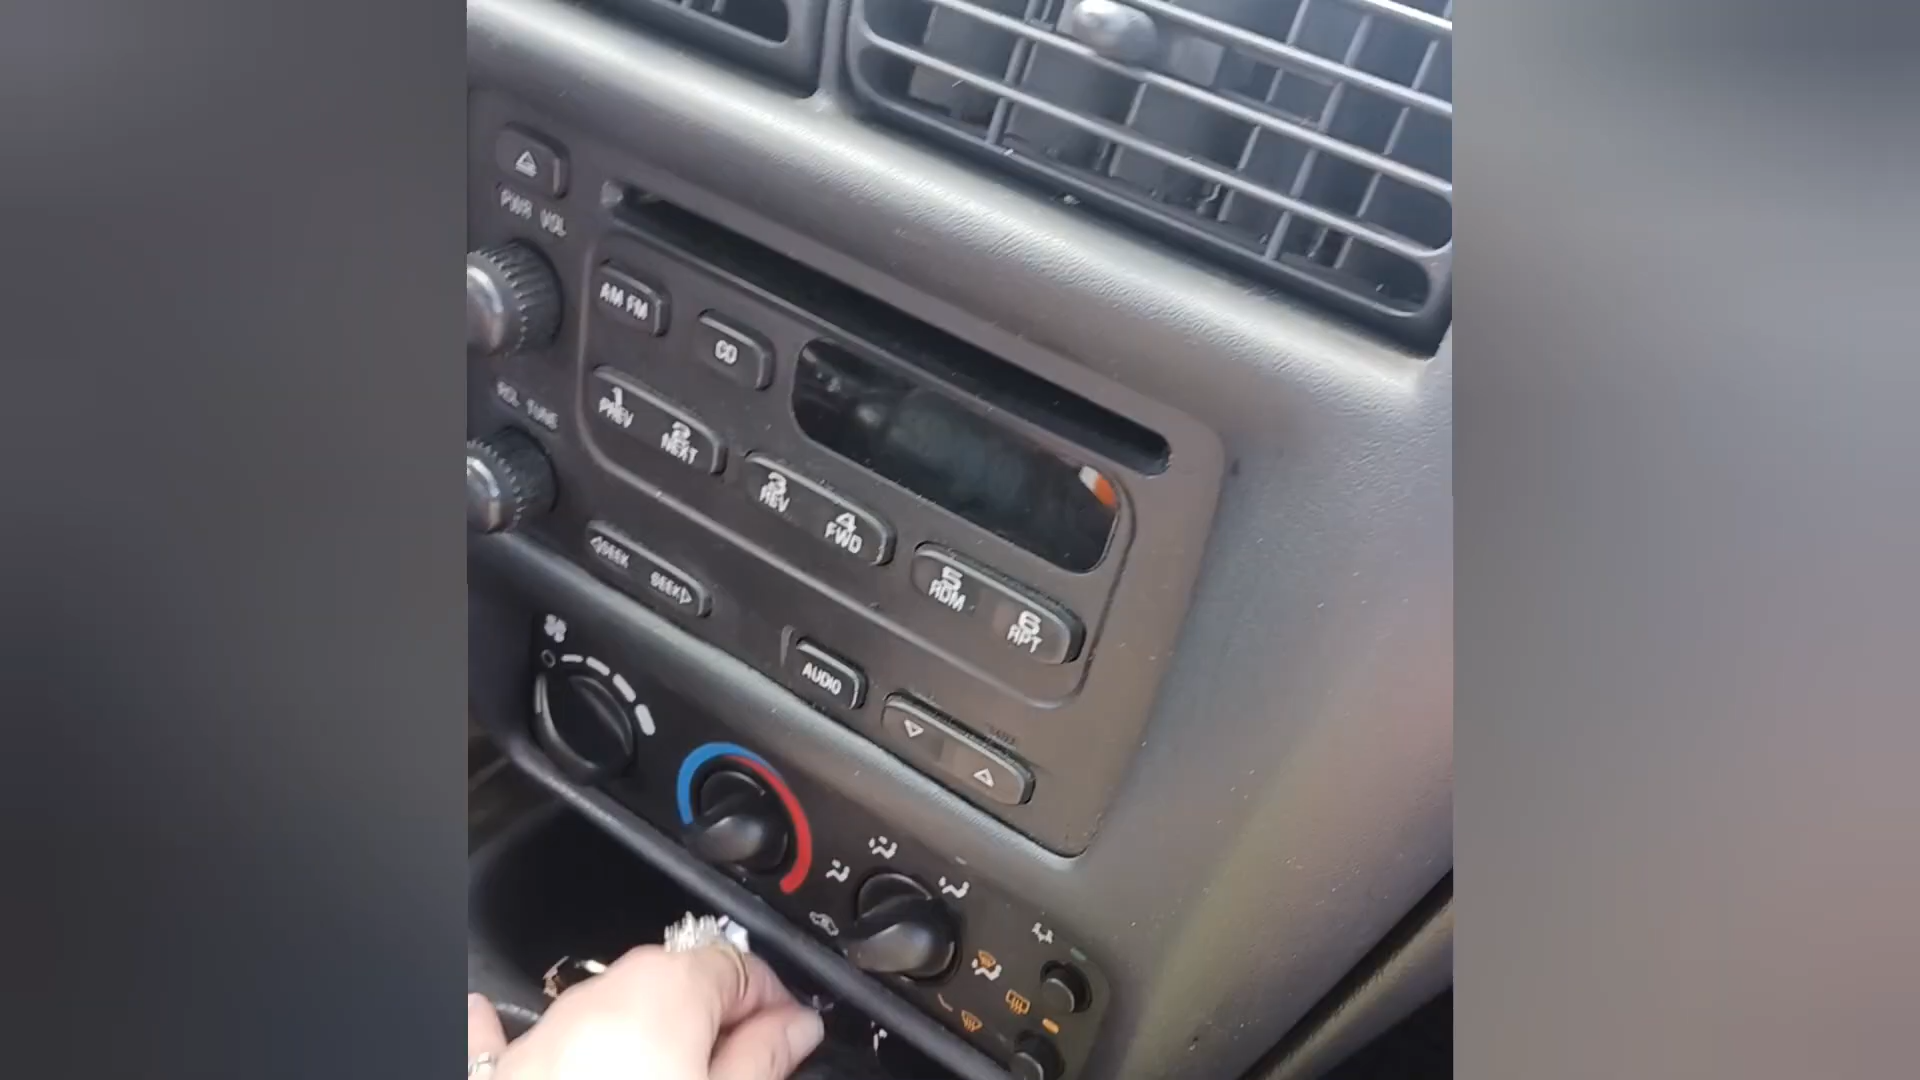 PWR VOL
AM FM
CD
1
PREV
2
NEXT
3
REV
4
FWD
5
RDM
6
RPT
SEEK
SEEK
AUDIO